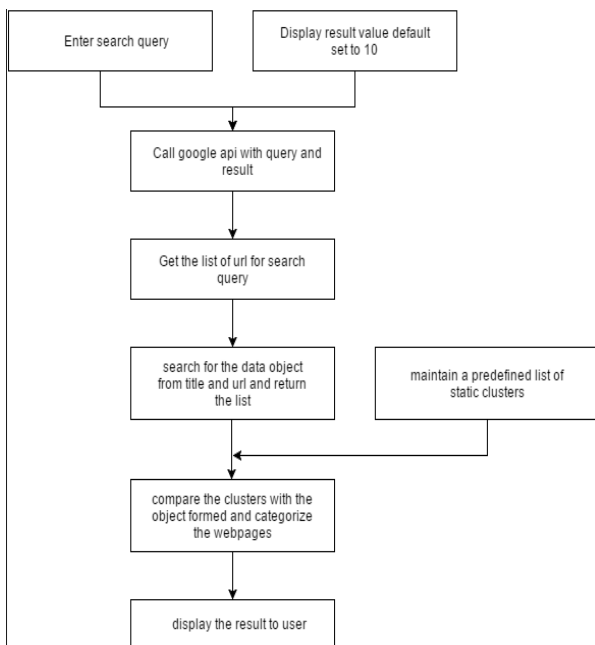 Enter search query
Display result value default
set to 10
Call google api with query and
result
Get the list of url for search
query
search for the data object
from title and url and return
the list
maintain a predefined list of
static clusters
compare the clusters with the
object formed and categorize
the webpages
display the result to user